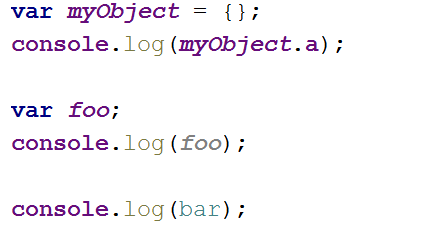 var myObject = {};
console.log(myObject.a);
var foo;
console.log(foo);
console.log(bar);